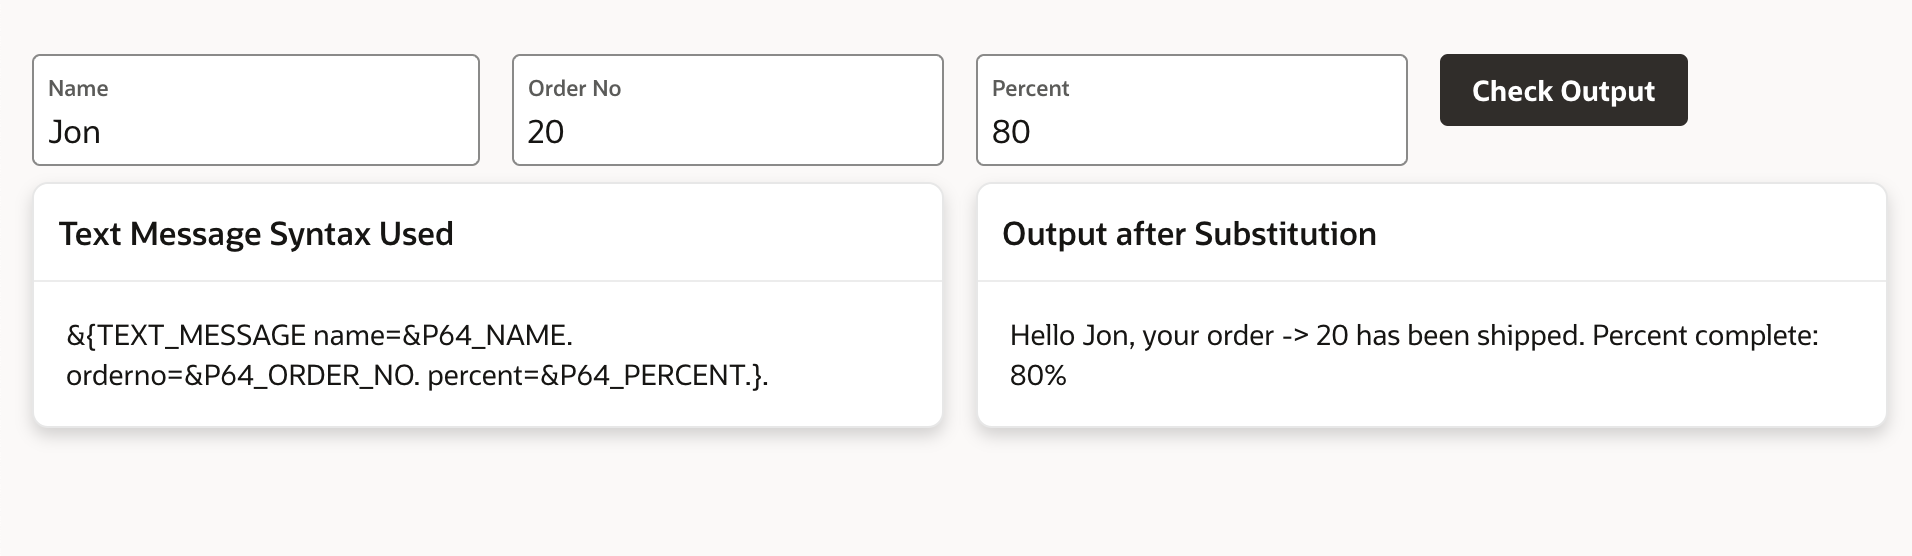 Name
Jon
Order No
20
Percent
80
Check Output
Text Message Syntax Used
&{TEXT_MESSAGE name=&P64_NAME.
orderno=&P64_ORDER_NO. percent=&P64_PERCENT.}.
Output after Substitution
Hello Jon, your order -> 20 has been shipped. Percent complete:
80%